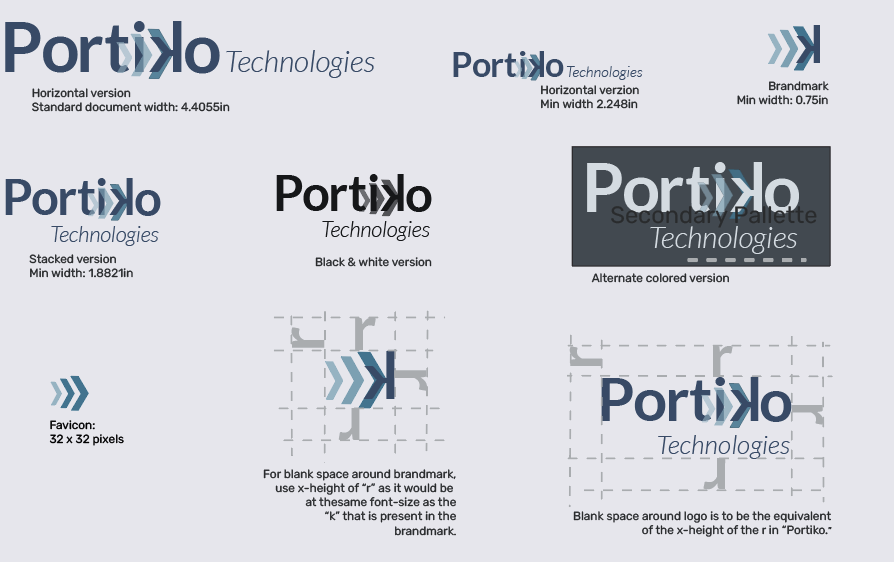 Portiko Technologies
Horizontal version
Standard document width: 4.4055in
Portiko Technologies
Horizontal verzion
Min width 2.248in
k
Brandmark
Min width: 0.75in
Portiko
Technologies
Stacked version
Min width: 1.8821in
Portiko
Technologies
Black & white version
Portiko
Secondary Pallette
Technologies
Alternate colored version
Favicon:
32 x 32 pixels
r
r
k
r
r
For blank space around brandmark,
use x-height of “r” as it would be
at thesame font-size as the
“k” that is present in the
brandmark.
r
r
Portiko
r
Technologies
r
Blank space around logo is to be the equivalent
of the x-height of the r in “Portiko.”